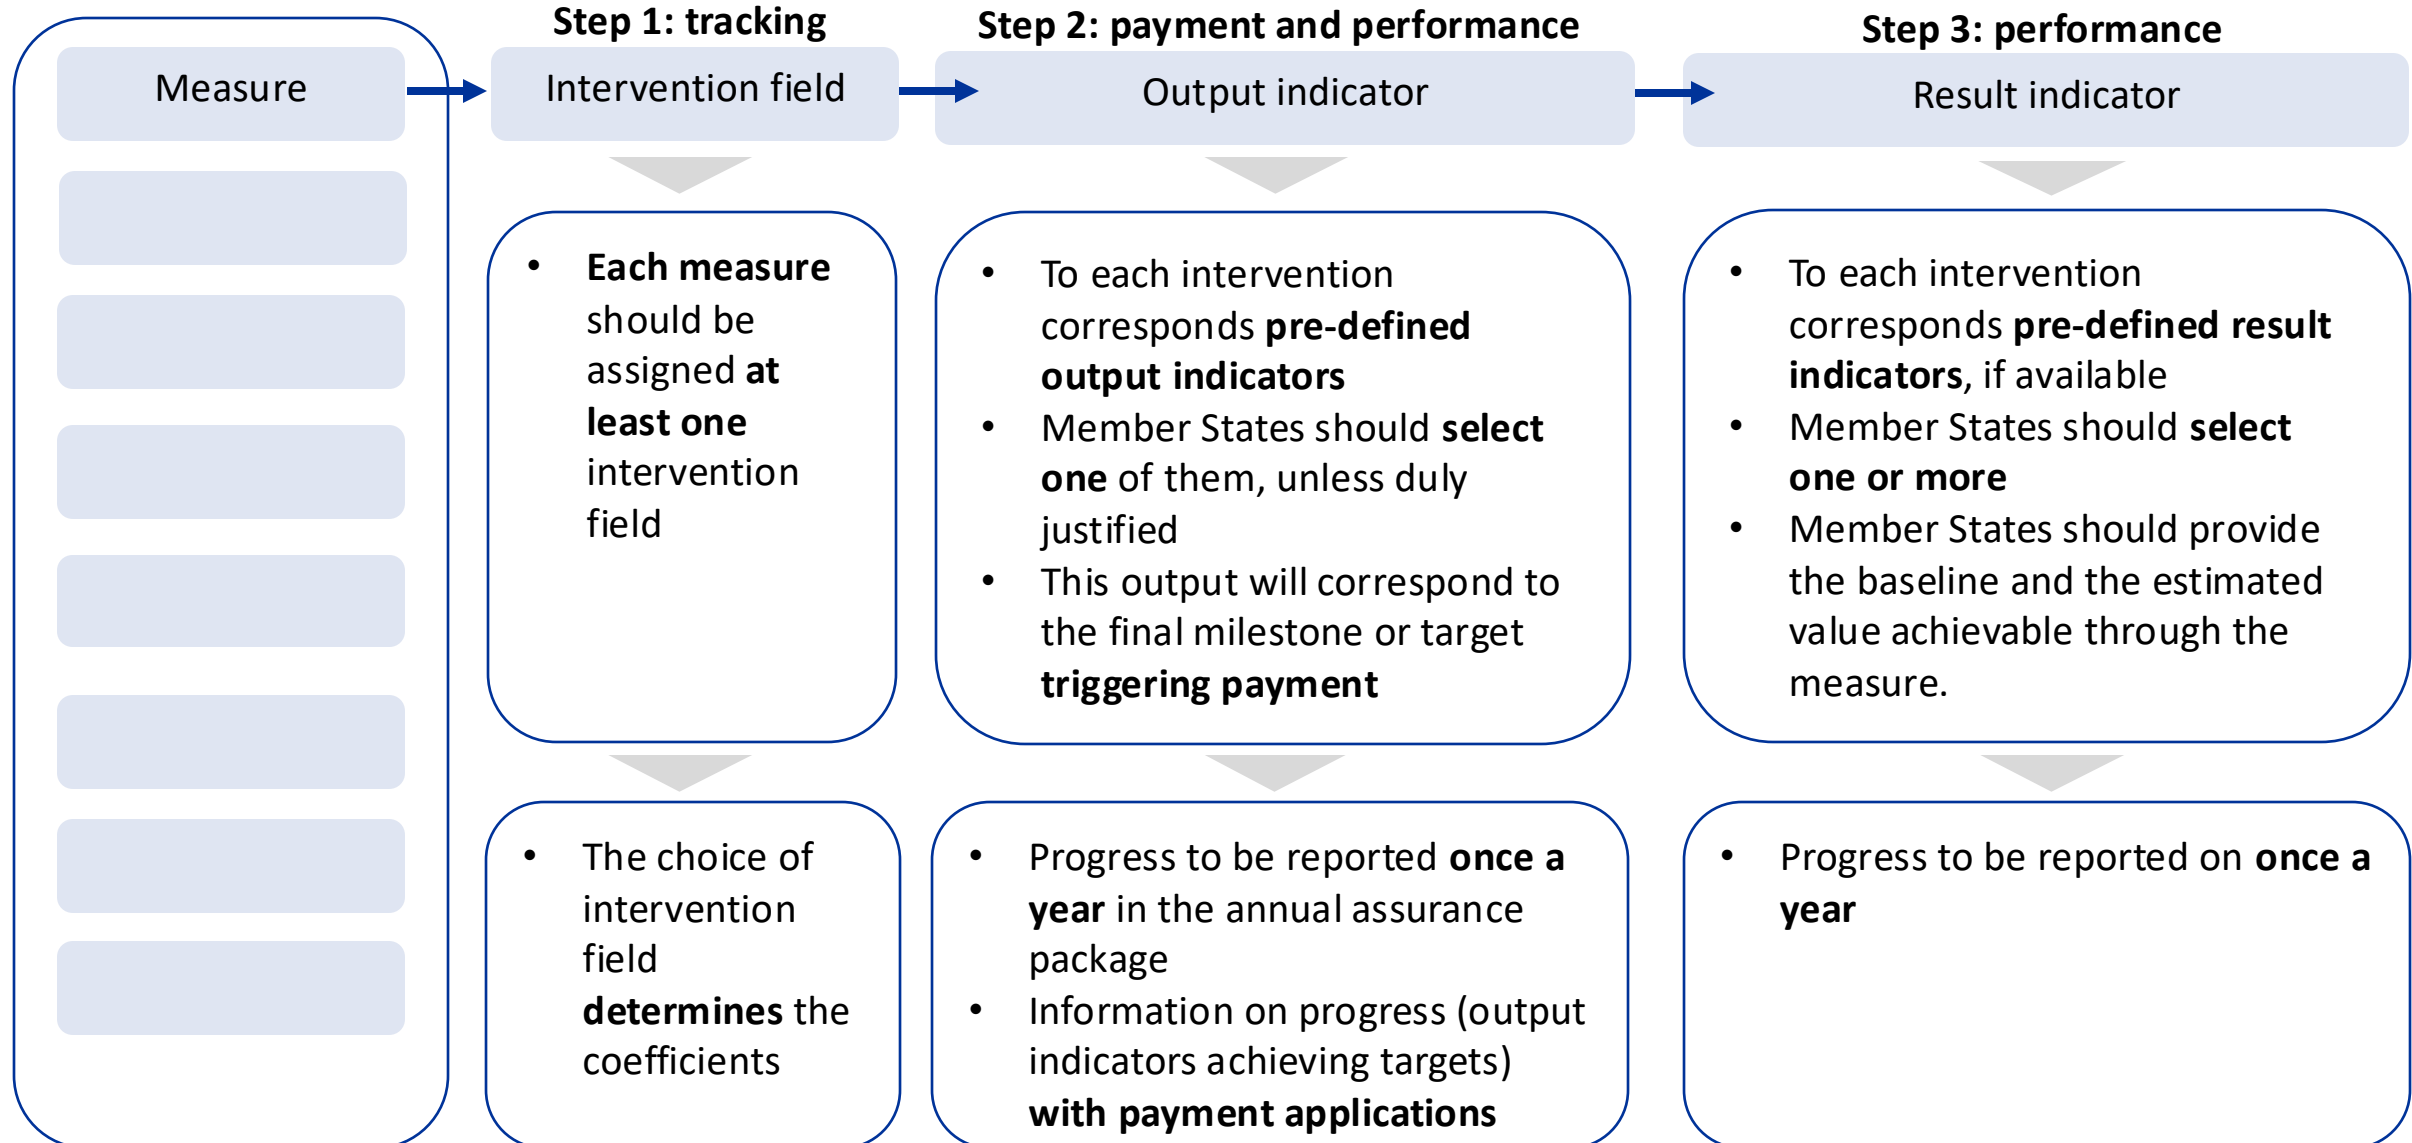 Step 1: tracking
Step 2: payment and performance
Step 3: performance
Measure
Intervention field
Output indicator
Result indicator
• Each measure
should be
assigned at
least one
intervention
field
• To each intervention
corresponds pre-defined
output indicators
• Member States should select
one of them, unless duly
justified
• This output will correspond to
the final milestone or target
triggering payment
• To each intervention
corresponds pre-defined result
indicators, if available
• Member States should select
one or more
• Member States should provide
the baseline and the estimated
value achievable through the
measure.
• The choice of
intervention
field
determines the
coefficients
• Progress to be reported once a
year in the annual assurance
package
• Information on progress (output
indicators achieving targets)
with payment applications
• Progress to be reported on once a
year